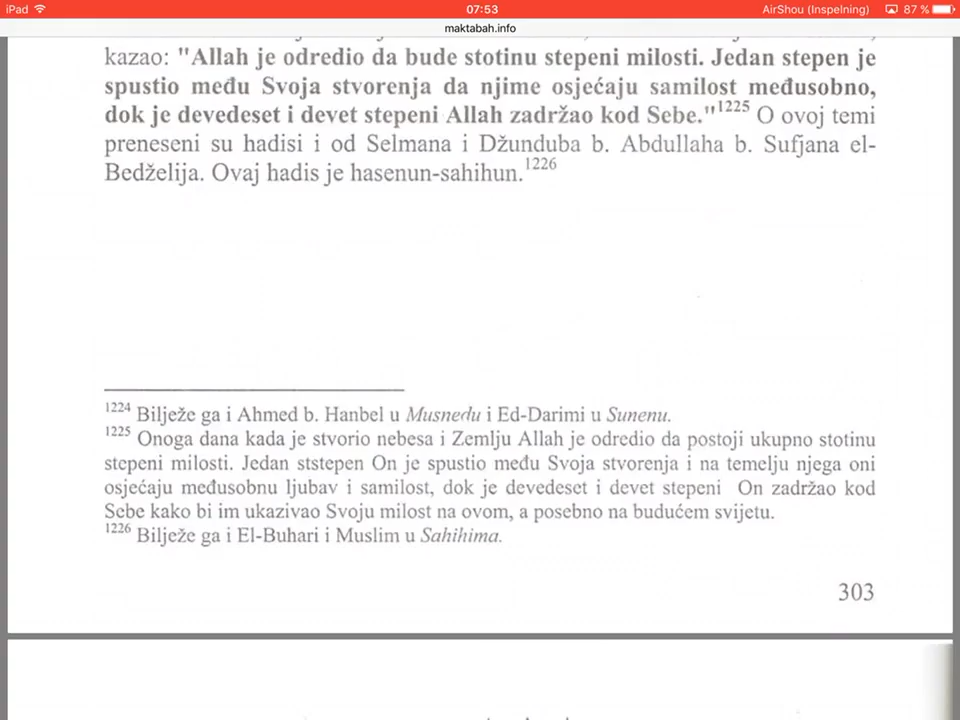 iPad 07:53 AirShou (Inspelning) 87 %
maktabah.info
kazao: "Allah je odredio da bude stotinu stepeni milosti. Jedan stepen je
spustio među Svoja stvorenja da njime osjećaju samilost međusobno,
dok je devedeset i devet stepeni Allah zadržao kod Sebe."1225 O ovoj temi
preneseni su hadisi i od Selmana i Džunduba b. Abdullaha b. Sufjana el-
Bedželija. Ovaj hadis je hasenun-sahihun.1226
1224 Bilježe ga i Ahmed b. Hanbel u Musnedu i Ed-Darimi u Sunenu.
1225 Onoga dana kada je stvorio nebesa i Zemlju Allah je odredio da postoji ukupno stotinu
stepeni milosti. Jedan ststepen On je spustio među Svoja stvorenja i na temelju njega oni
osjećaju međusobnu ljubav i samilost, dok je devedeset i devet stepeni On zadržao kod
Sebe kako bi im ukazivao Svoju milost na ovom, a posebno na budućem svijetu.
1226 Bilježe ga i El-Buhari i Muslim u Sahihima.
303